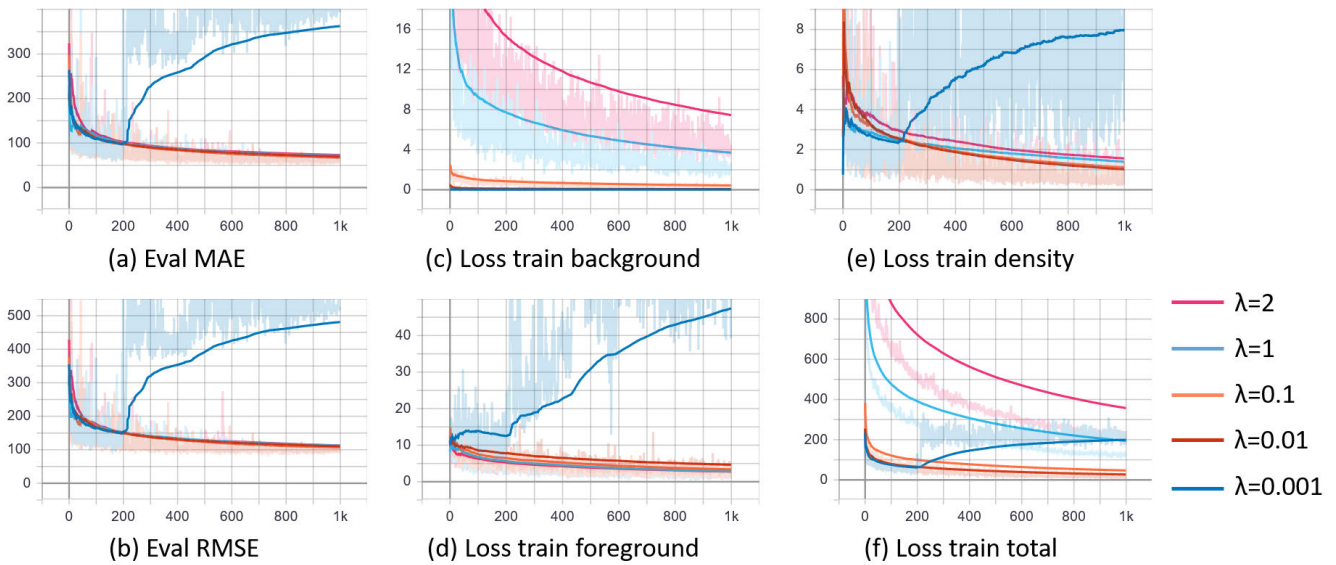 300
200
100
0
0 200 400 600 800 1k
(a) Eval MAE
16
12
8
4
0
0 200 400 600 800 1k
(c) Loss train background
8
6
4
2
0
0 200 400 600 800 1k
(e) Loss train density
500
400
300
200
100
0
0 200 400 600 800 1k
(b) Eval RMSE
40
30
20
10
0
0 200 400 600 800 1k
(d) Loss train foreground
800
600
400
200
0
0 200 400 600 800 1k
(f) Loss train total
λ=2
λ=1
λ=0.1
λ=0.01
λ=0.001